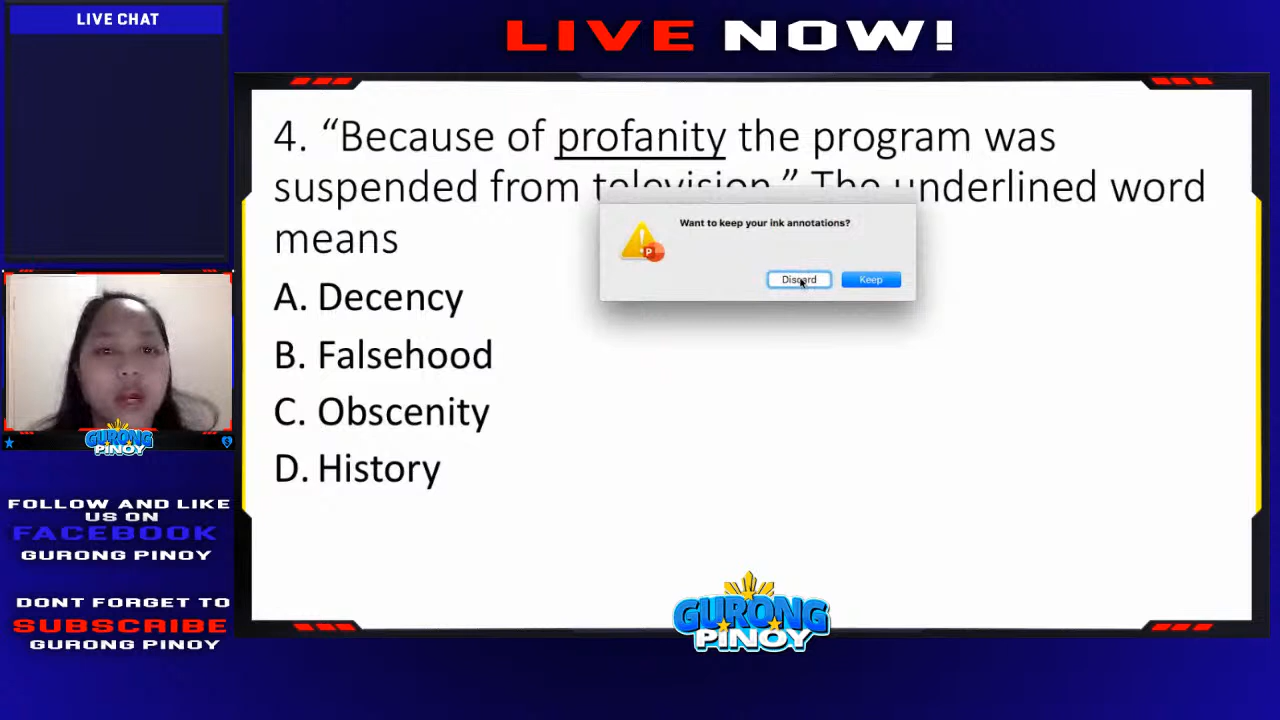 LIVE CHAT
LIVE NOW!
4. “Because of profanity the program was
suspended from television.” The underlined word
means
A. Decency
B. Falsehood
C. Obscenity
D. History
Want to keep your ink annotations?
Discard
Keep
GURONG
PINOY
FOLLOW AND LIKE
US ON
FACEBOOK
GURONG PINOY
DONT FORGET TO
SUBSCRIBE
GURONG PINOY
GURONG
PINOY